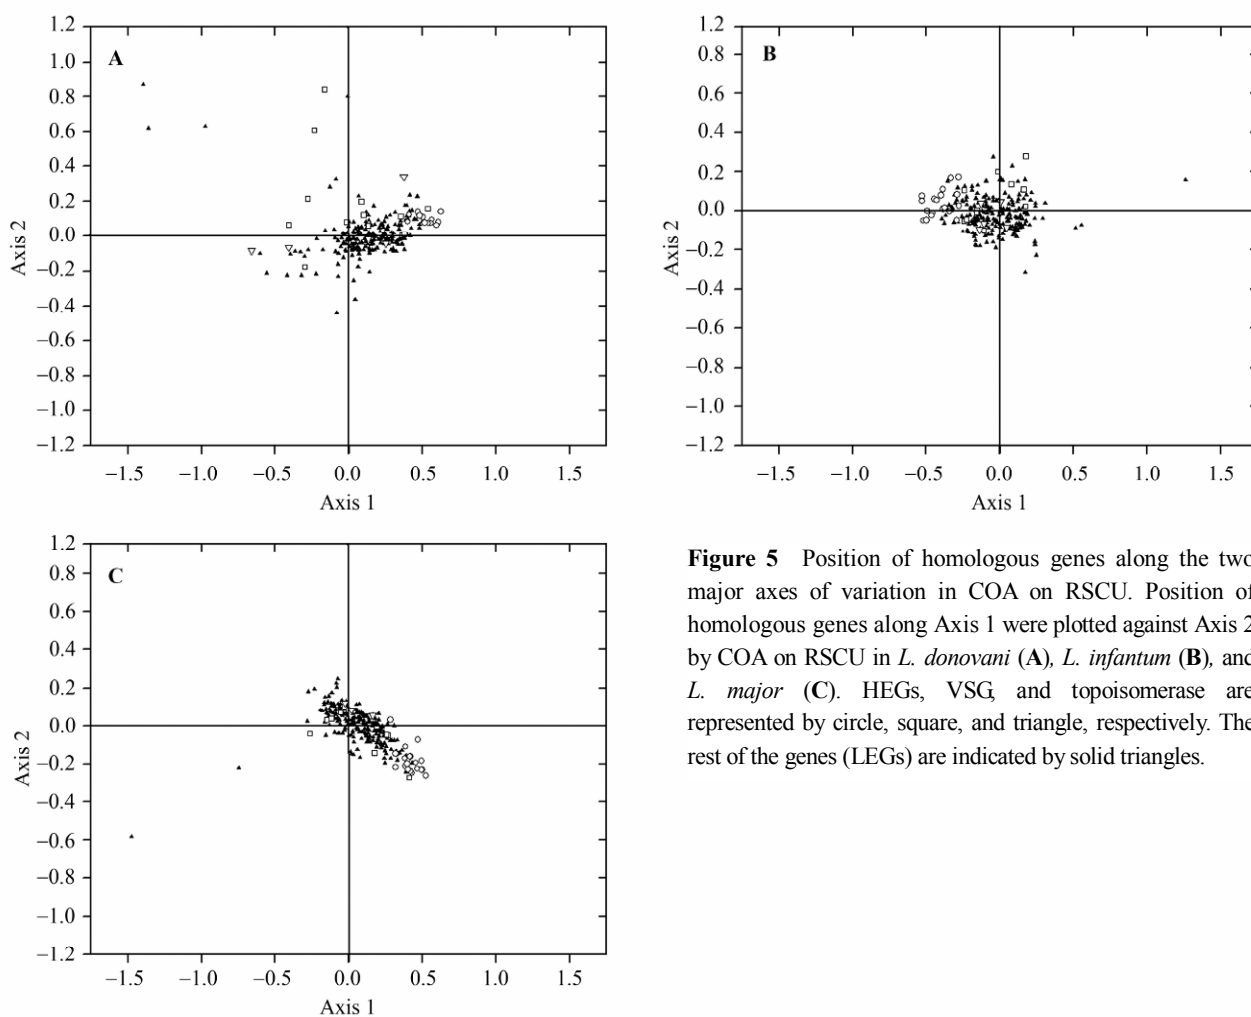 1.2
1.0
0.8
0.6
0.4
0.2
0.0
−0.2
−0.4
−0.6
−0.8
−1.0
−1.2
Axis 2
A
−1.5 −1.0 −0.5 0.0 0.5 1.0 1.5
Axis 1
1.2
0.8
0.6
0.4
0.2
0.0
−0.2
−0.4
−0.6
−0.8
−1.0
−1.2
Axis 2
B
−1.5 −1.0 −0.5 0.0 0.5 1.0 1.5
Axis 1
1.2
0.8
0.6
0.4
0.2
0.0
−0.2
−0.4
−0.6
−0.8
−1.0
−1.2
Axis 2
C
−1.5 −1.0 −0.5 0.0 0.5 1.0 1.5
Axis 1
Figure 5 Position of homologous genes along the two
major axes of variation in COA on RSCU. Position of
homologous genes along Axis 1 were plotted against Axis 2
by COA on RSCU in L. donovani (A), L. infantum (B), and
L. major (C). HEGs, VSG, and topoisomerase are
represented by circle, square, and triangle, respectively. The
rest of the genes (LEGs) are indicated by solid triangles.